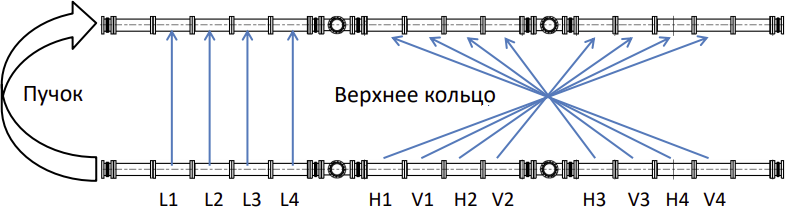 Пучок
Верхнее кольцо
L1 L2 L3 L4 H1 V1 H2 V2 H3 V3 H4 V4